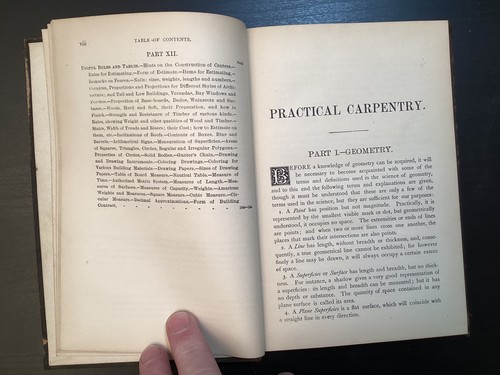 viii
TABLE OF CONTENTS.
PART XII.
USEFUL RULES AND TABLES.—Hints on the Construction of Centres,—
Rules for Estimating.—Form of Estimate.—Items for Estimating.
Remarks on Fences.—Nails: sizes, weights, lengths and numbers.—
Cornices, Proportions and Projections for Different Styles of Archi-
tecture; and Tall and Low Buildings, Verandas, Bay Windows and
Porches.—Proportion of Base-boards, Dados, Wainscots and Sur-
bases.—Woods, Hard and Soft, their Preparation, and how to
Finish.—Strength and Resistance of Timber of various kinds.—
Rules, showing Weight and other qualities of Wood and Timber.—
Stairs, Width of Treads and Risers; their Cost; how to Estimate on
them, etc.—Inclinations of Roofs.—Contents of Boxes, Bins and
Barrels.—Arithmetical Signs.—Mensuration of Superficies.—Areas
of Squares, Triangles, Circles, Regular and Irregular Polygons.—
Properties of Circles.—Solid Bodies.—Gunter's Chain.—Drawing
and Drawing Instruments.—Coloring Drawings.—Coloring for
Various Building Materials.—Drawing Papers.—Sizes of Drawing
Papers.—Table of Board Measure.—Nautical Table.—Measure of
Time.—Authorized Metric System.—Measures of Length.—Meas-
ures of Surfaces.—Measures of Capacity.—Weights.—American
Weights and Measures.—Square Measure.—Cubic Measure.—Cir-
cular Measure.—Decimal Approximations.—Form of Building
Contract,
PRACTICAL CARPENTRY.
PART I.—GEOMETRY.
BEFORE a knowledge of geometry can be acquired, it will
be necessary to become acquainted with some of the
terms and definitions used in the science of geometry,
and to this end the following terms and explanations are given,
though it must be understood that these are only a few of the
terms used in the science, but they are sufficient for our purposes:
1. A Point has position but not magnitude. Practically, it is
represented by the smallest visible mark or dot, but geometrically
understood, it occupies no space. The extremities or ends of lines
are points; and when two or more lines cross one another, the
places that mark their intersections are also points.
2. A Line has length, without breadth or thickness, and, conse-
quently, a true geometrical line cannot be exhibited; for however
finely a line may be drawn, it will always occupy a certain extent
of space.
3. A Superficies or Surface has length and breadth, but no thick-
ness. For instance, a shadow gives a very good representation of
a superficies: its length and breadth can be measured; but it has
no depth or substance. The quantity of space contained in any
plane surface is called its area.
4. A Plane Superficies is a flat surface, which will coincide with
a straight line in every direction.